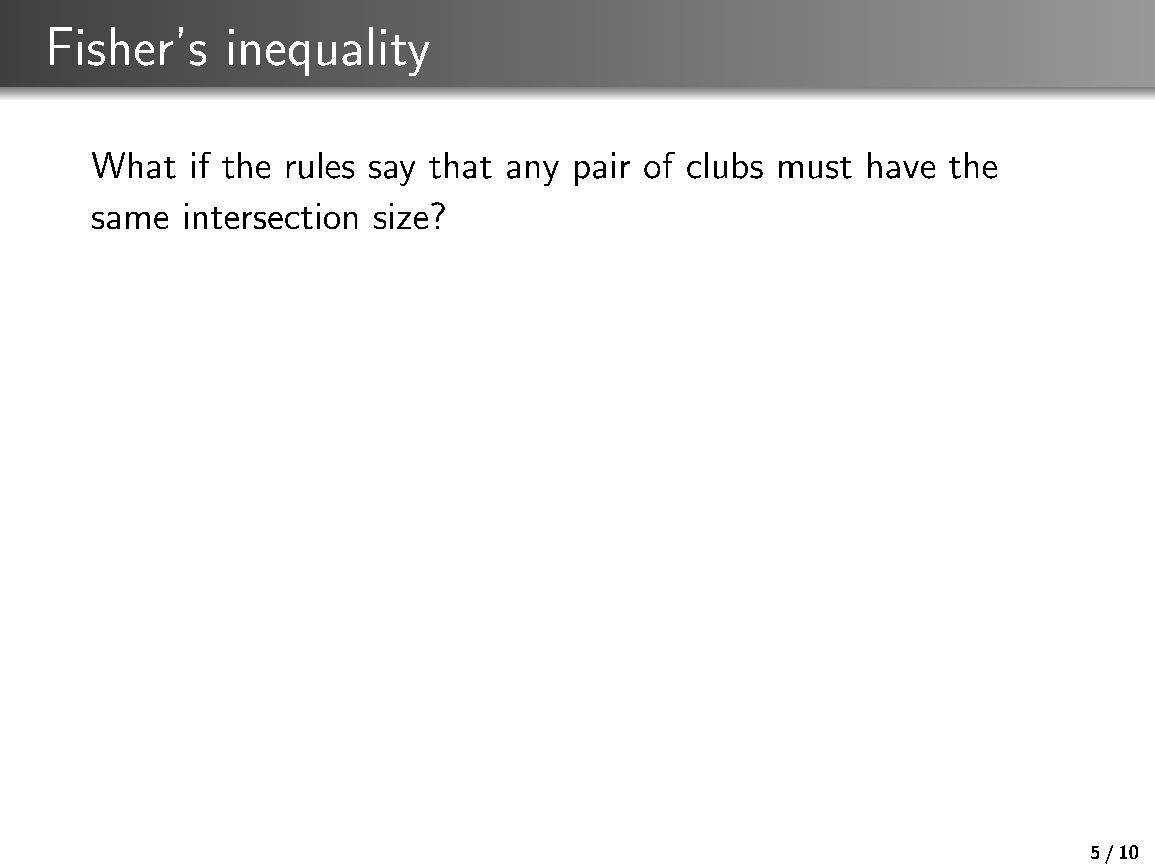 Fisher's inequality
What if the rules say that any pair of clubs must have the
same intersection size?
5 / 10